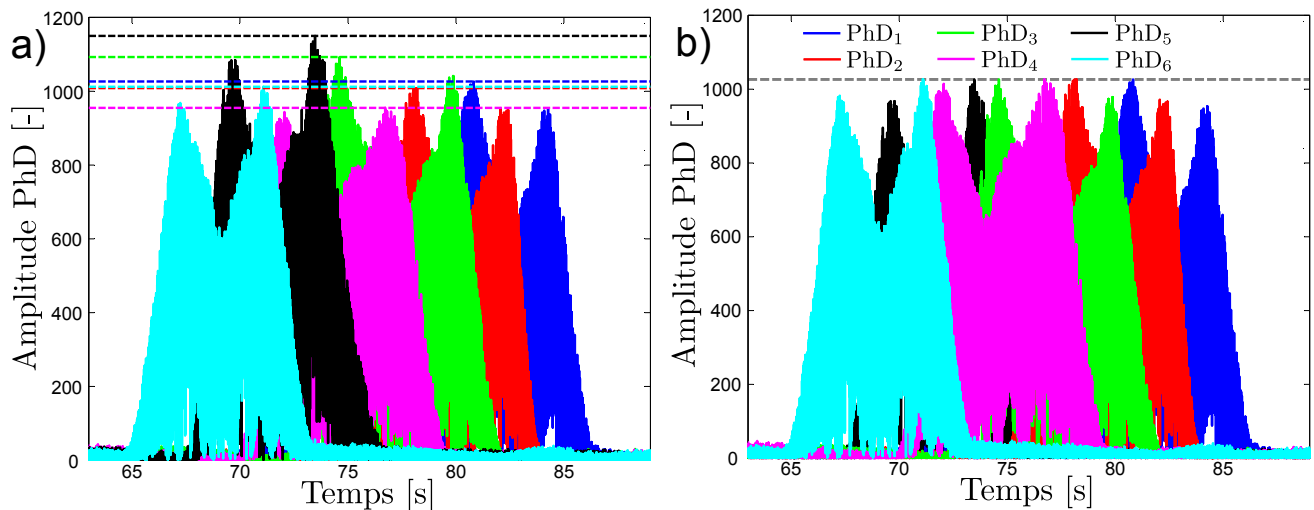 a)
1200
1000
800
600
400
200
0
Amplitude PhD [-]
65 70 75 80 85
Temps [s]
b)
PhD₁ PhD₃ PhD₅
PhD₂ PhD₄ PhD₆
1200
1000
800
600
400
200
0
Amplitude PhD [-]
65 70 75 80 85
Temps [s]